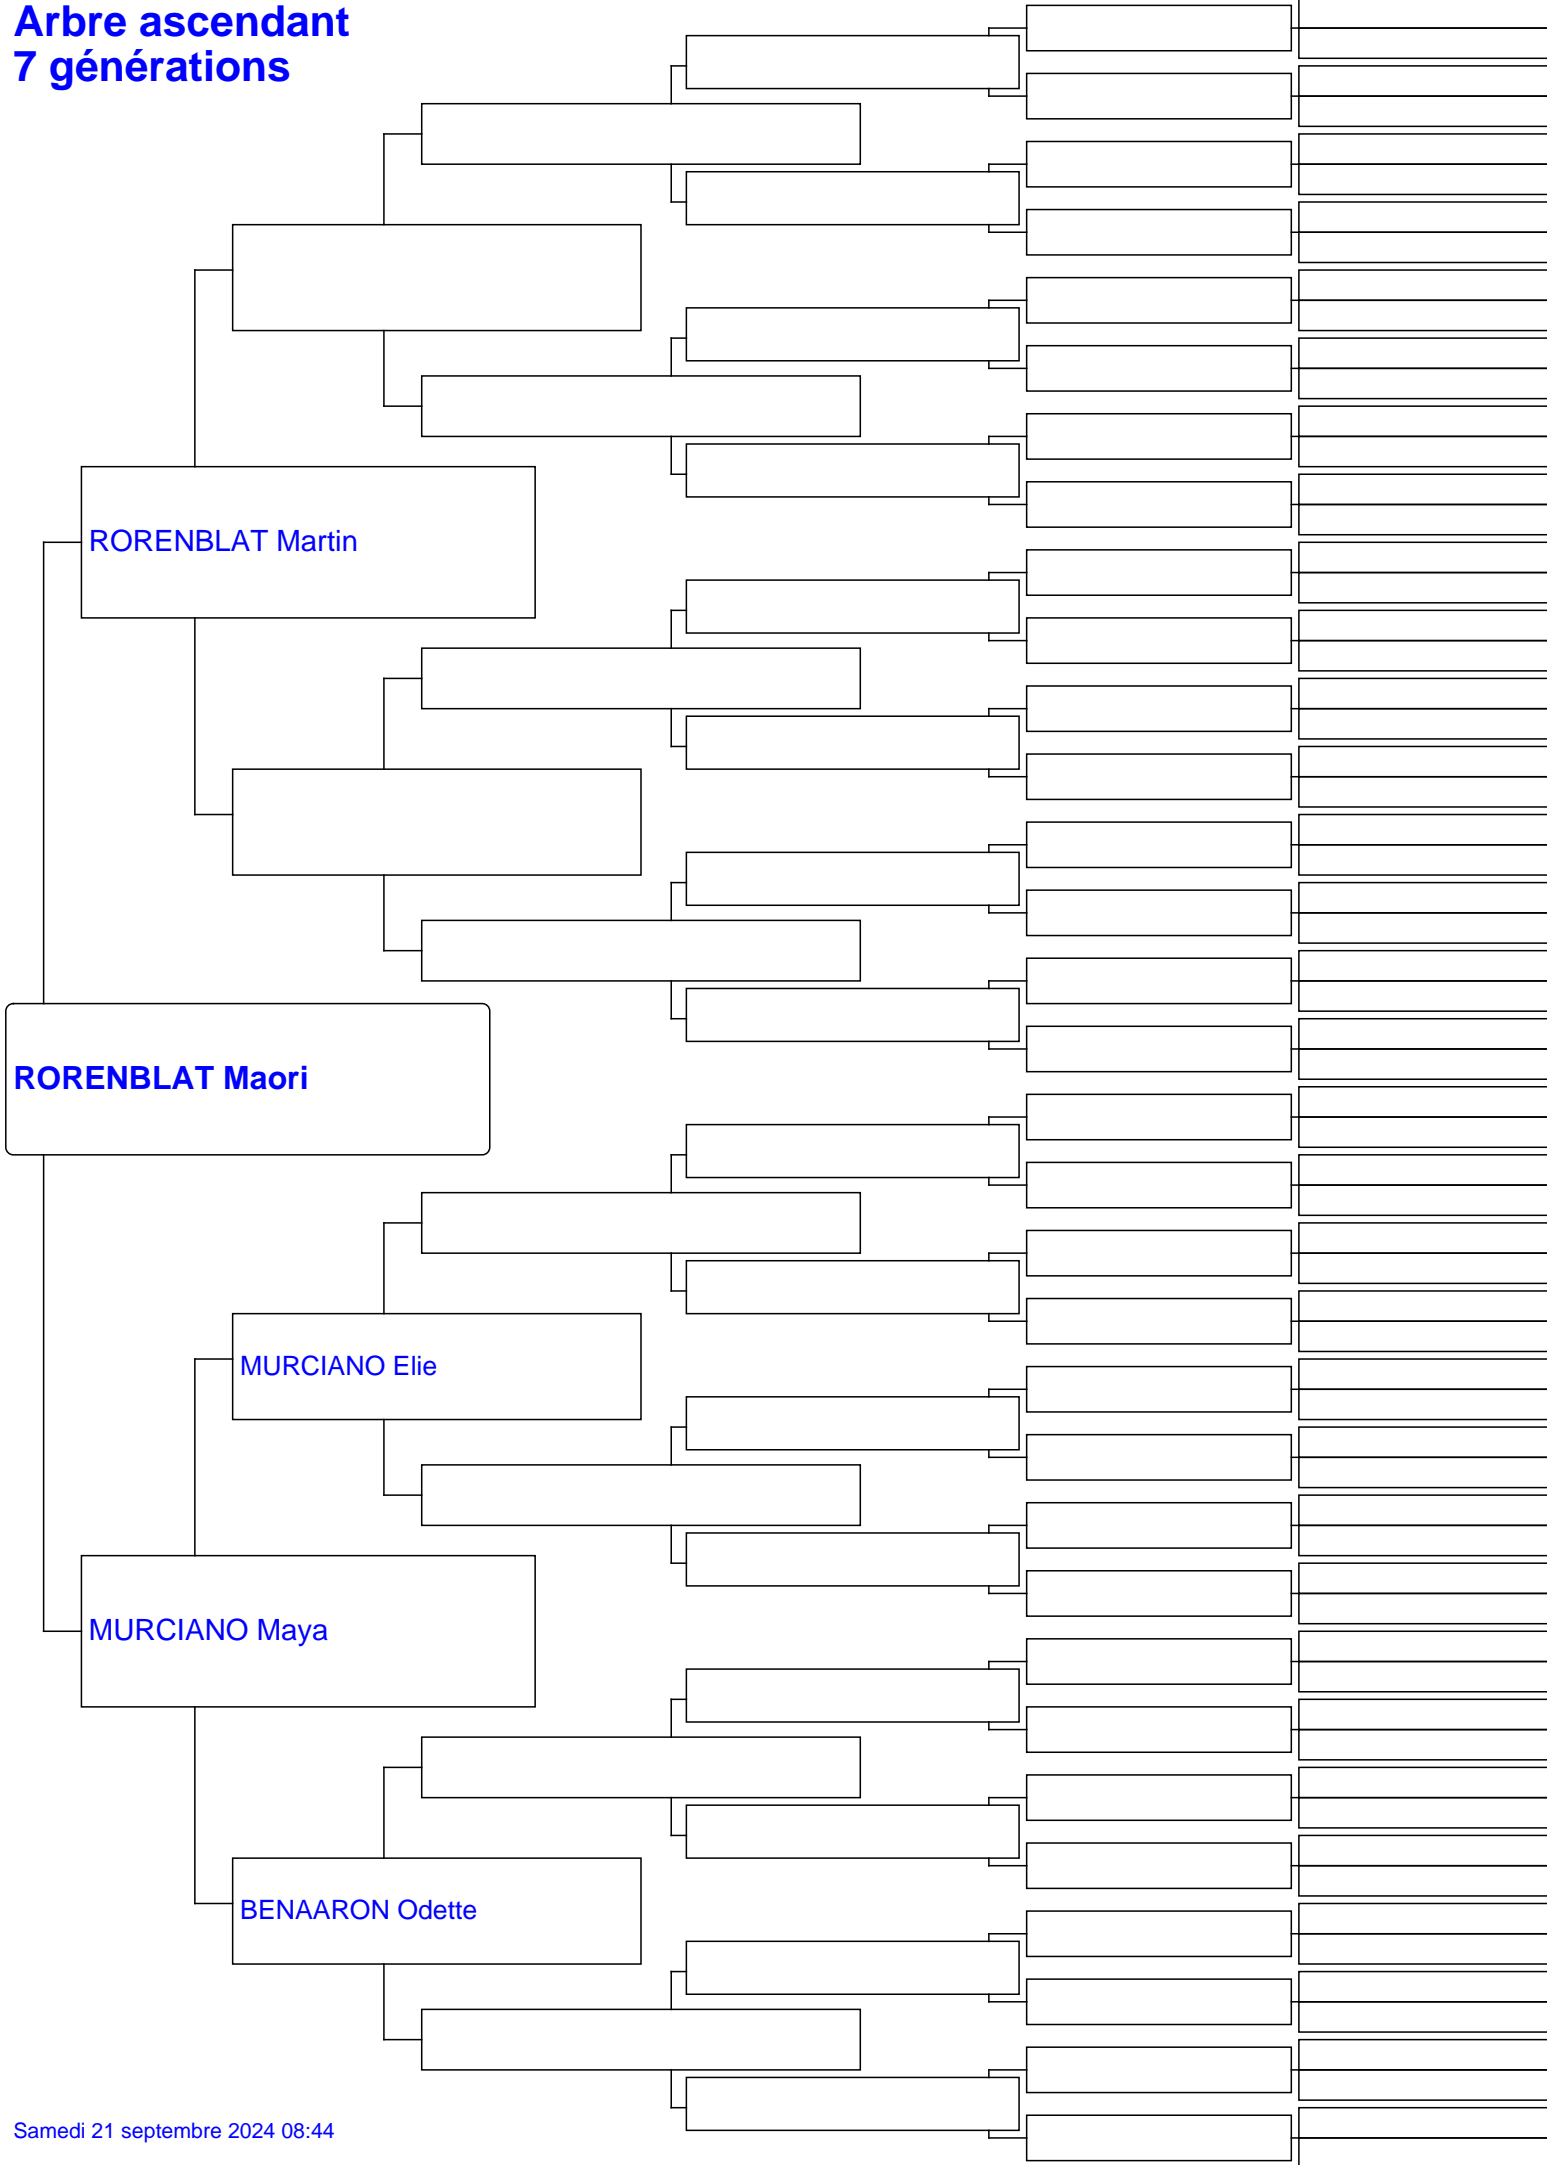 Arbre ascendant
7 générations
RORENBLAT Martin
RORENBLAT Maori
MURCIANO Elie
MURCIANO Maya
BENAARON Odette
Samedi 21 septembre 2024 08:44